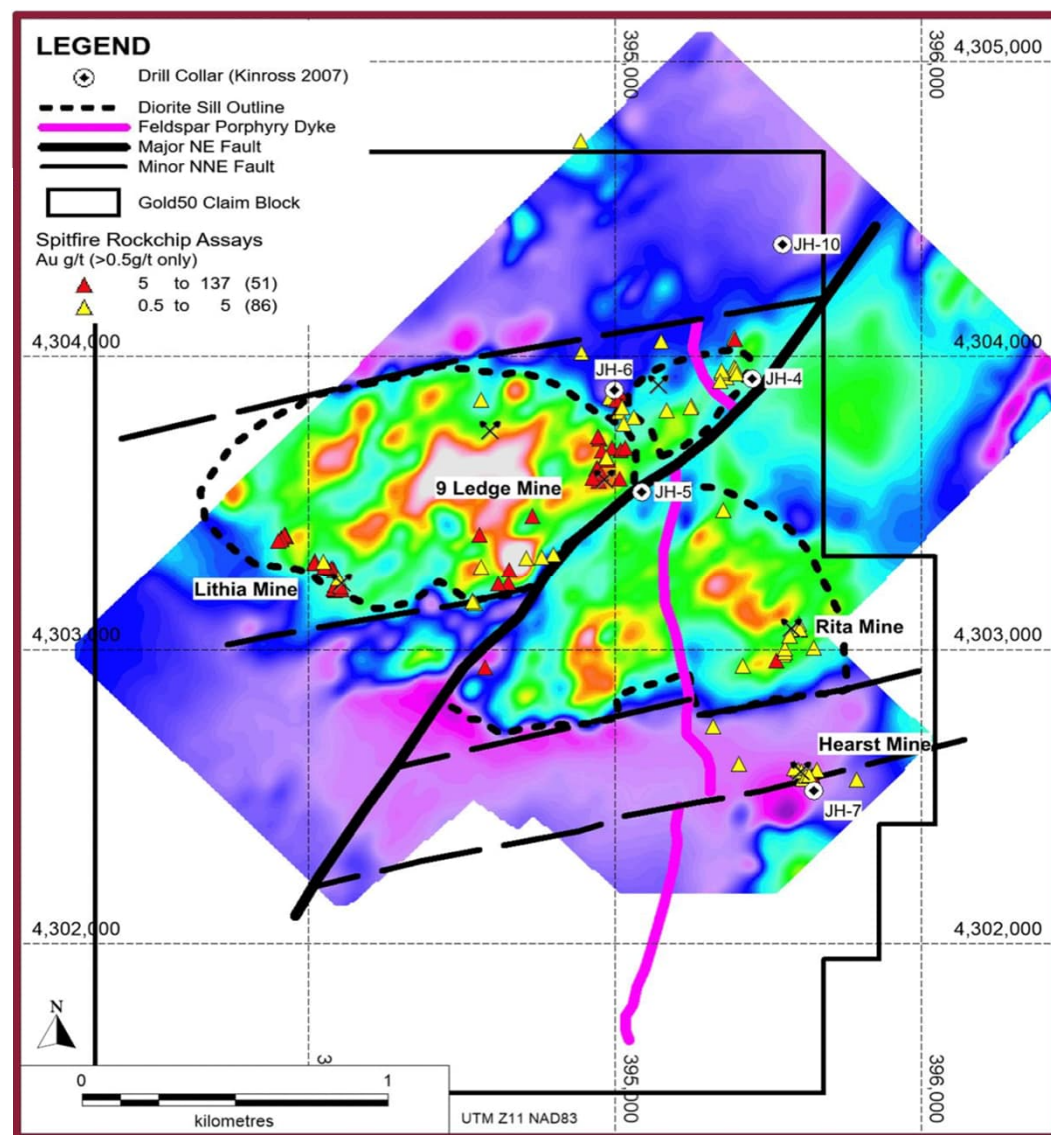 LEGEND
Drill Collar (Kinross 2007)
Diorite Sill Outline
Feldspar Porphyry Dyke
Major NE Fault
Minor NNE Fault
Gold50 Claim Block
Spitfire Rockchip Assays
Au g/t (>0.5g/t only)
5 to 137 (51)
0.5 to 5 (86)
395,000
396,000
4,305,000
JH-10
4,304,000
4,304,000
JH-6
JH-4
9 Ledge Mine
JH-5
Lithia Mine
Rita Mine
4,303,000
4,303,000
Hearst Mine
JH-7
4,302,000
4,302,000
N
3
395,000
396,000
0 1
kilometres
UTM Z11 NAD83